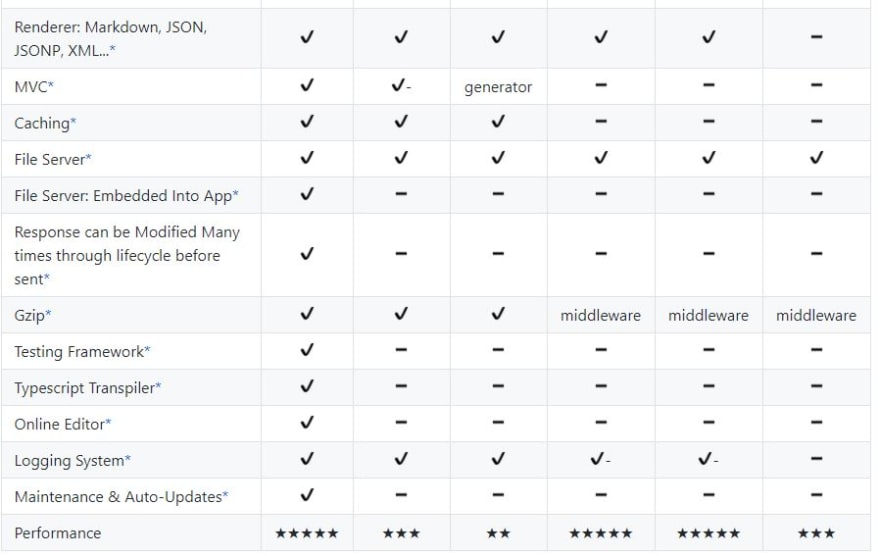 Renderer: Markdown, JSON, ✔ ✔ ✔ ✔ ✔ -
JSONP, XML...*
MVC* ✔ ✔- generator - - -
Caching* ✔ ✔ ✔ - - -
File Server* ✔ ✔ ✔ ✔ ✔ ✔
File Server: Embedded Into App* ✔ - - - - -
Response can be Modified Many
times through lifecycle before ✔ - - - - -
sent*
Gzip* ✔ ✔ ✔ middleware middleware middleware
Testing Framework* ✔ - - - - -
Typescript Transpiler* ✔ - - - - -
Online Editor* ✔ - - - - -
Logging System* ✔ ✔ ✔ ✔- ✔- -
Maintenance & Auto-Updates* ✔ - - - - -
Performance ★★★★★ ★★★ ★★ ★★★★★ ★★★★★ ★★★